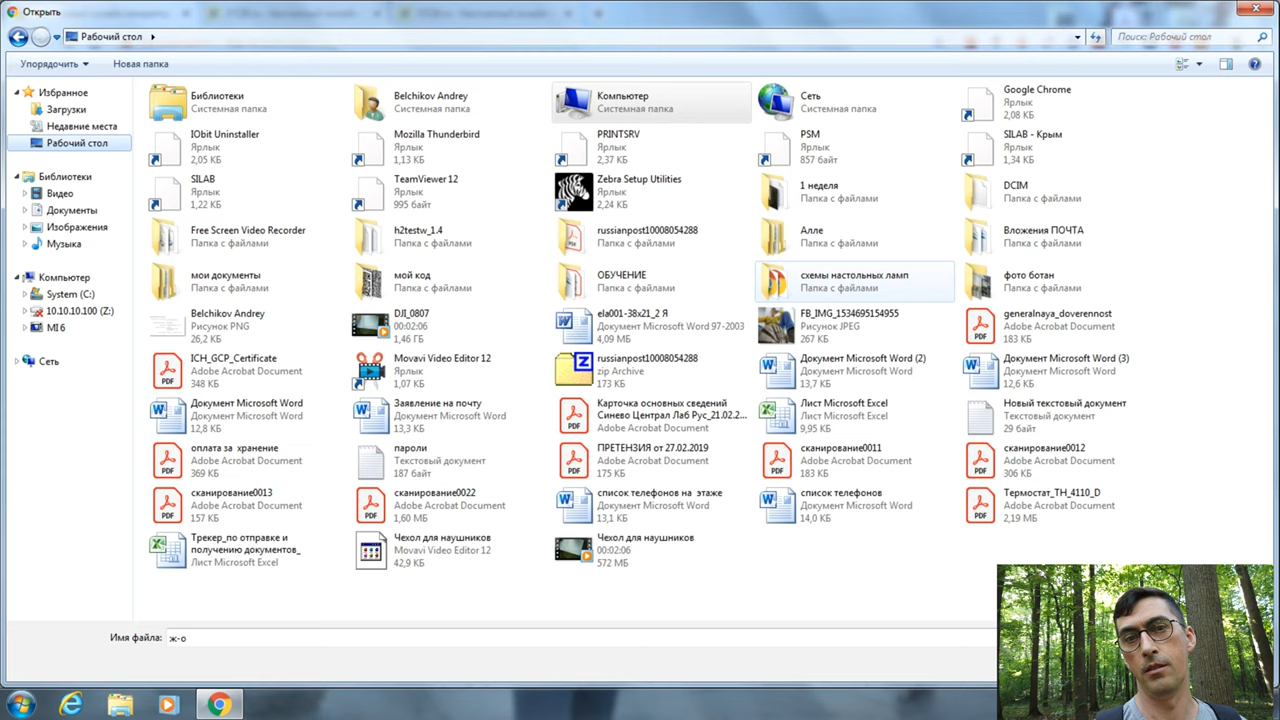 Открыть
Рабочий стол
Поиск: Рабочий стол
Упорядочить
Новая папка
Избранное
Загрузки
Недавние места
Рабочий стол
Библиотеки
Видео
Документы
Изображения
Музыка
Компьютер
System (C:)
10.10.10.100 (Z:)
MI 6
Сеть
Библиотеки
Системная папка
Belchikov Andrey
Системная папка
Компьютер
Системная папка
Сеть
Системная папка
Google Chrome
Ярлык
2,08 КБ
IObit Uninstaller
Ярлык
2,05 КБ
Mozilla Thunderbird
Ярлык
1,13 КБ
PRINTSRV
Ярлык
2,37 КБ
PSM
Ярлык
857 байт
SILAB - Крым
Ярлык
1,34 КБ
SILAB
Ярлык
1,22 КБ
TeamViewer 12
Ярлык
995 байт
Zebra Setup Utilities
Ярлык
2,24 КБ
1 неделя
Папка с файлами
DCIM
Папка с файлами
Free Screen Video Recorder
Папка с файлами
h2testw_1.4
Папка с файлами
russianpost10008054288
Папка с файлами
Алле
Папка с файлами
Вложения ПОЧТА
Папка с файлами
мои документы
Папка с файлами
мой код
Папка с файлами
ОБУЧЕНИЕ
Папка с файлами
схемы настольных ламп
Папка с файлами
фото ботан
Папка с файлами
Belchikov Andrey
Рисунок PNG
26,2 КБ
DJI_0807
00:02:06
1,46 ГБ
ela001-38x21_2 Я
Документ Microsoft Word 97-2003
4,09 МБ
FB_IMG_1534695154955
Рисунок JPEG
267 КБ
generalnaya_doverennost
Adobe Acrobat Document
183 КБ
ICH_GCP_Certificate
Adobe Acrobat Document
348 КБ
Movavi Video Editor 12
Ярлык
1,07 КБ
russianpost10008054288
zip Archive
173 КБ
Документ Microsoft Word (2)
Документ Microsoft Word
13,7 КБ
Документ Microsoft Word (3)
Документ Microsoft Word
12,6 КБ
Документ Microsoft Word
Документ Microsoft Word
12,8 КБ
Заявление на почту
Документ Microsoft Word
13,3 КБ
Карточка основных сведений
Синево Централ Лаб Рус_21.02.2...
Adobe Acrobat Document
Лист Microsoft Excel
Лист Microsoft Excel
9,95 КБ
Новый текстовый документ
Текстовый документ
29 байт
оплата за хранение
Adobe Acrobat Document
369 КБ
пароли
Текстовый документ
187 байт
ПРЕТЕНЗИЯ от 27.02.2019
Adobe Acrobat Document
175 КБ
сканирование0011
Adobe Acrobat Document
183 КБ
сканирование0012
Adobe Acrobat Document
306 КБ
сканирование0013
Adobe Acrobat Document
157 КБ
сканирование0022
Adobe Acrobat Document
1,60 МБ
список телефонов на этаже
Документ Microsoft Word
13,1 КБ
список телефонов
Документ Microsoft Word
14,0 КБ
Термостат_TH_4110_D
Adobe Acrobat Document
2,19 МБ
Трекер_по отправке и
получению документов_
Лист Microsoft Excel
Чехол для наушников
Movavi Video Editor 12
42,9 КБ
Чехол для наушников
00:02:06
572 МБ
Имя файла:
ж-о